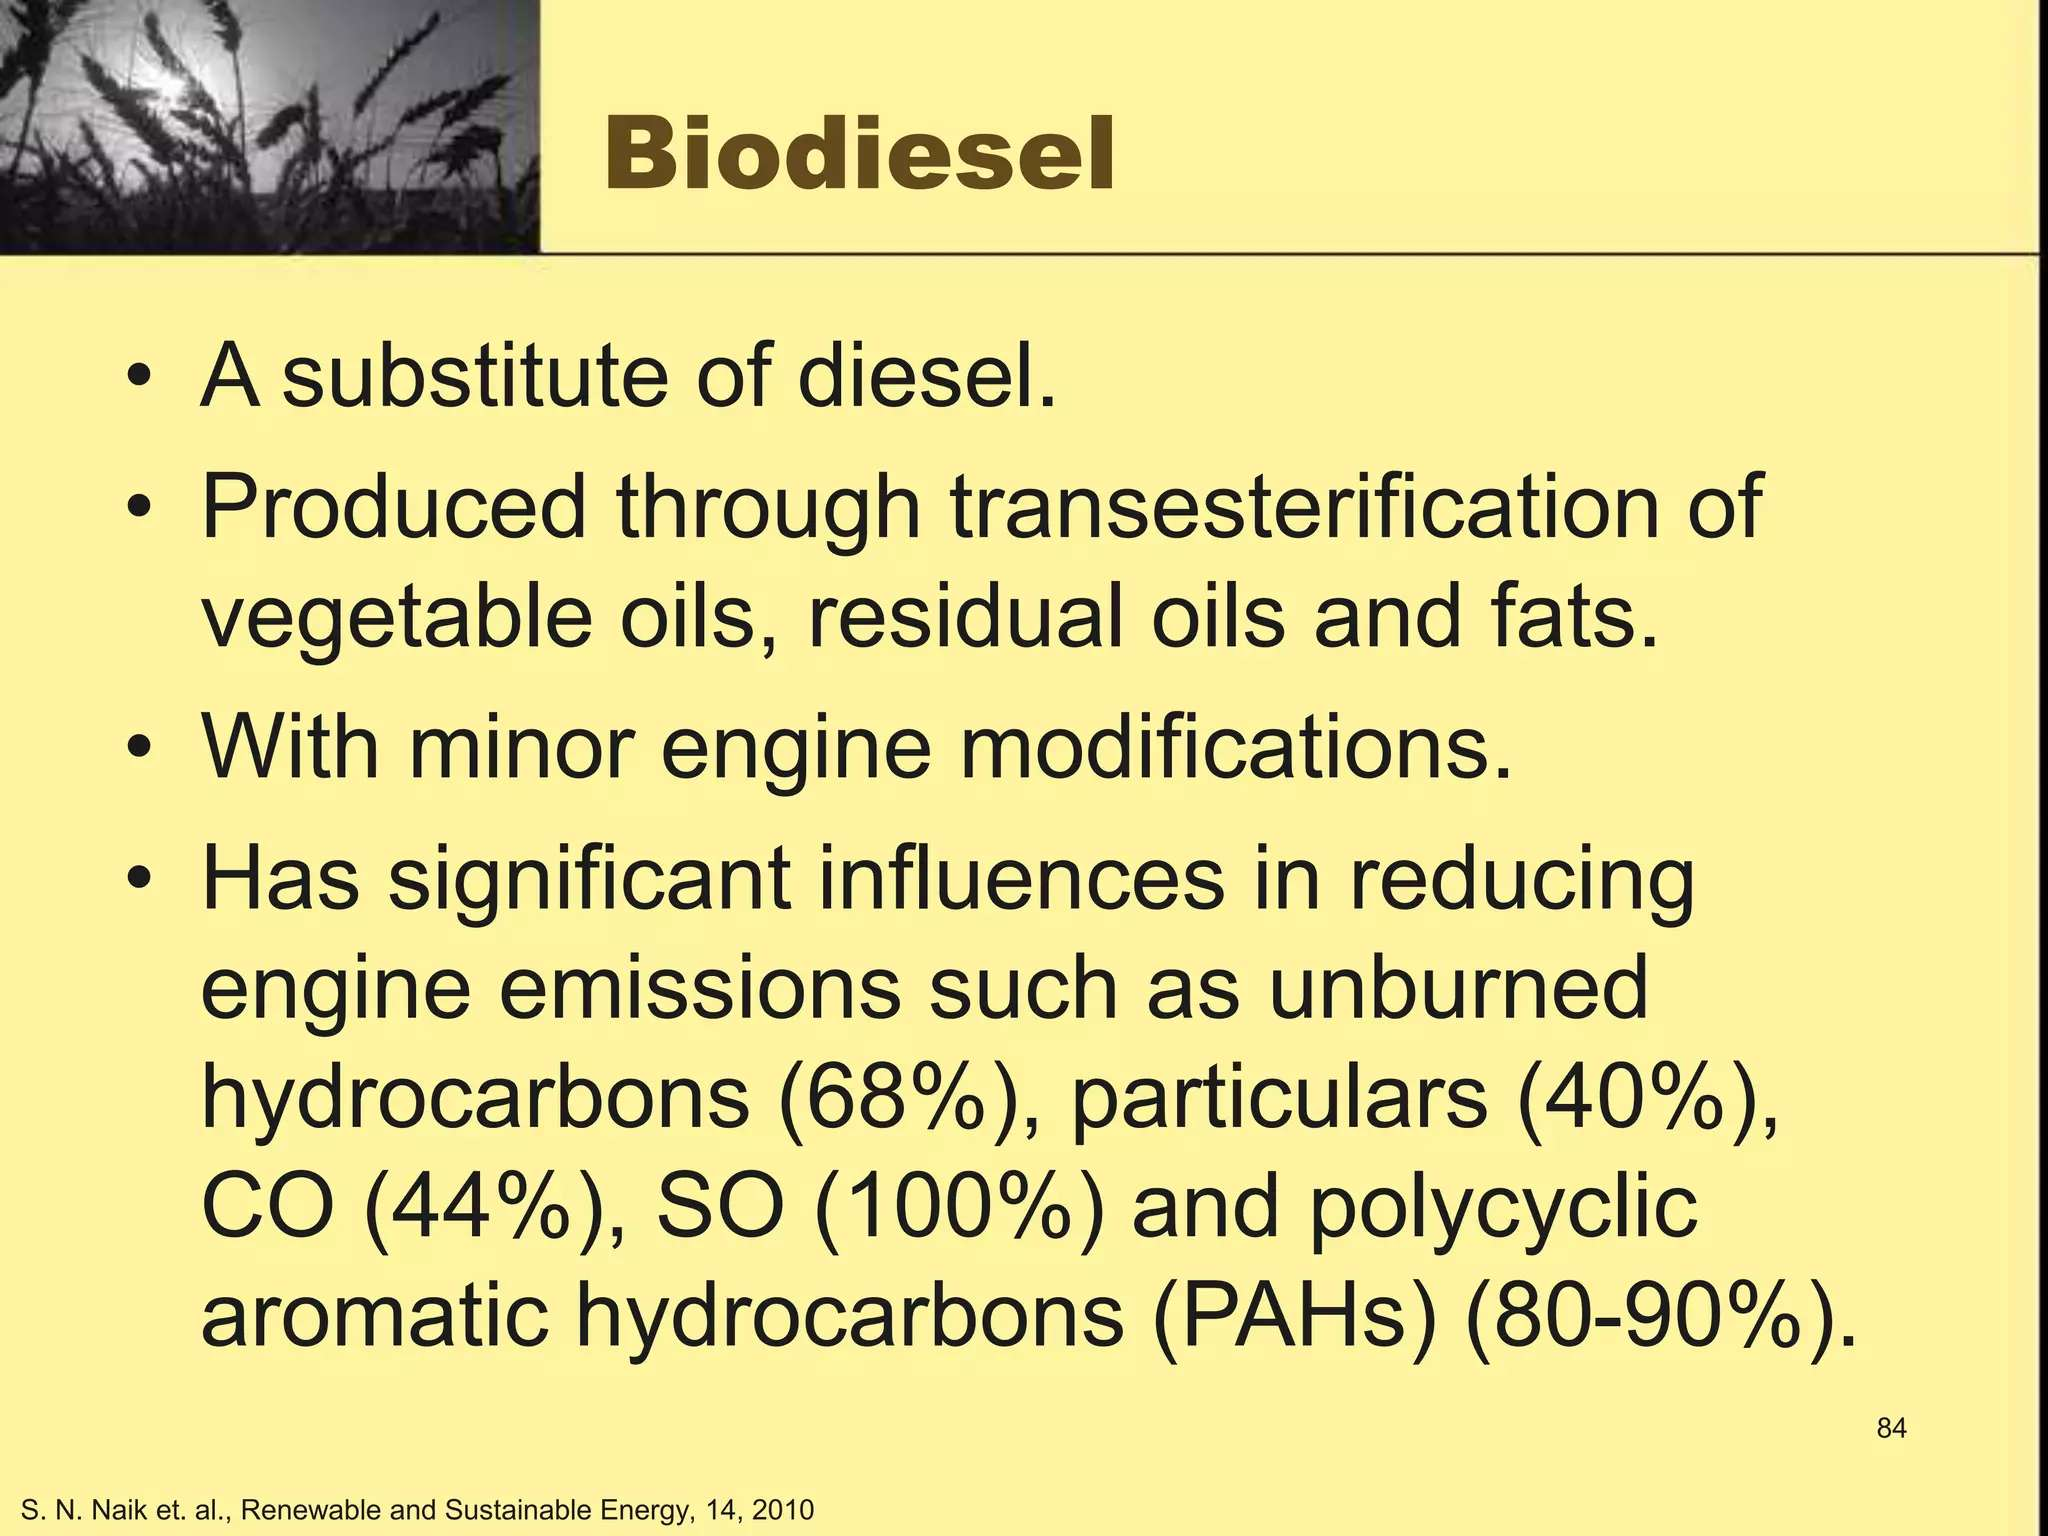 Biodiesel
• A substitute of diesel.
• Produced through transesterification of
vegetable oils, residual oils and fats.
• With minor engine modifications.
• Has significant influences in reducing
engine emissions such as unburned
hydrocarbons (68%), particulars (40%),
CO (44%), SO (100%) and polycyclic
aromatic hydrocarbons (PAHs) (80-90%).
84
S. N. Naik et. al., Renewable and Sustainable Energy, 14, 2010